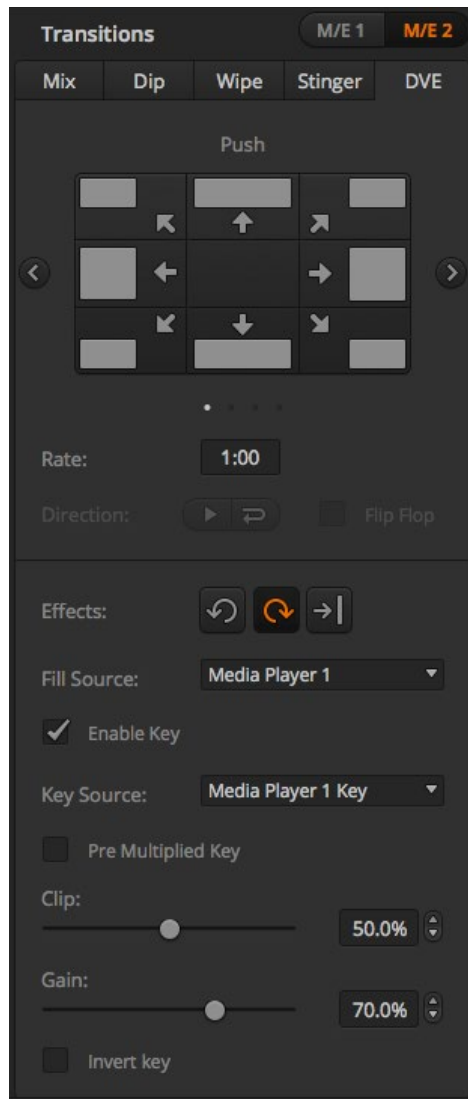 Transitions M/E 1 M/E 2
Mix Dip Wipe Stinger DVE
Push
Rate: 1:00
Direction: Flip Flop
Effects:
Fill Source: Media Player 1
Enable Key
Key Source: Media Player 1 Key
Pre Multiplied Key
Clip:
50.0%
Gain:
70.0%
Invert key